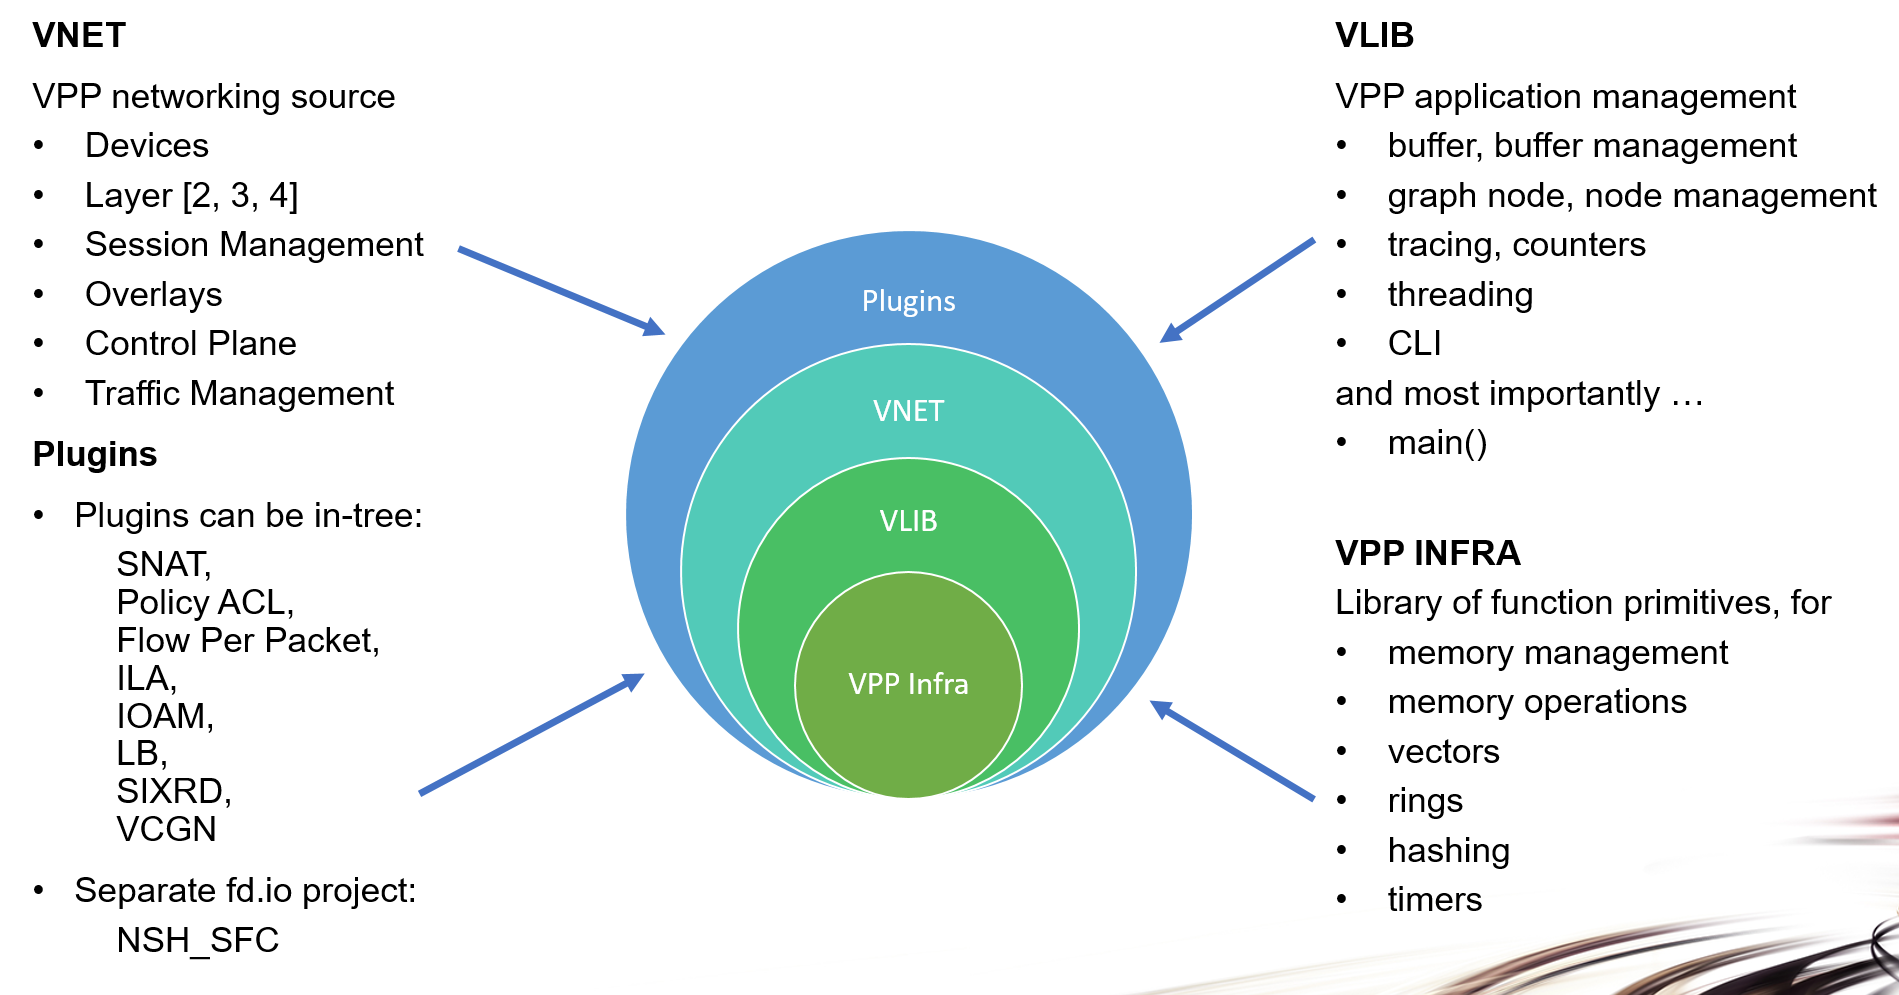 VNET
VPP networking source
• Devices
• Layer [2, 3, 4]
• Session Management
• Overlays
• Control Plane
• Traffic Management
Plugins
• Plugins can be in-tree:
SNAT,
Policy ACL,
Flow Per Packet,
ILA,
IOAM,
LB,
SIXRD,
VCGN
• Separate fd.io project:
NSH_SFC
Plugins
VNET
VLIB
VPP Infra
VLIB
VPP application management
• buffer, buffer management
• graph node, node management
• tracing, counters
• threading
• CLI
and most importantly …
• main()
VPP INFRA
Library of function primitives, for
• memory management
• memory operations
• vectors
• rings
• hashing
• timers